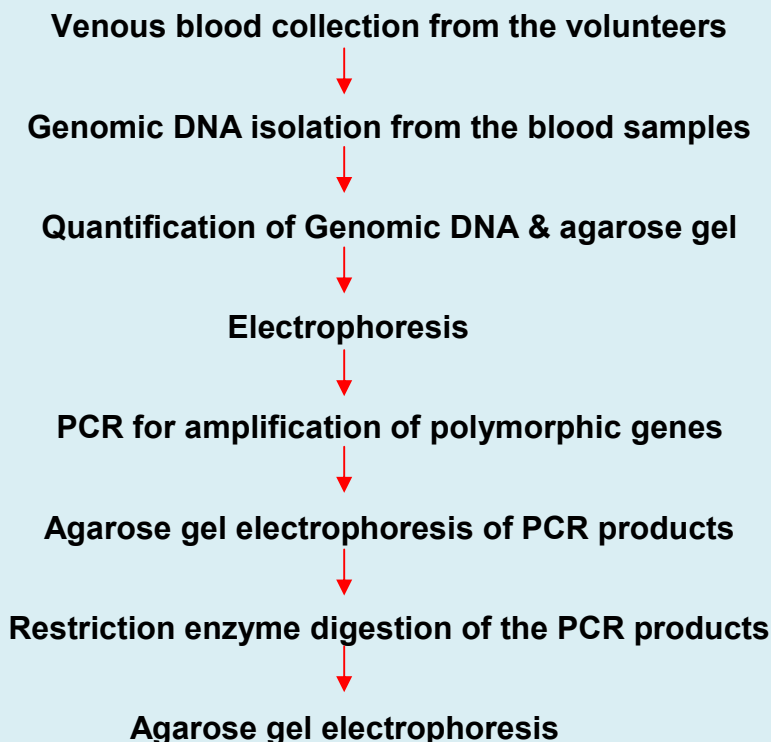 Venous blood collection from the volunteers
Genomic DNA isolation from the blood samples
Quantification of Genomic DNA & agarose gel
Electrophoresis
PCR for amplification of polymorphic genes
Agarose gel electrophoresis of PCR products
Restriction enzyme digestion of the PCR products
Agarose gel electrophoresis